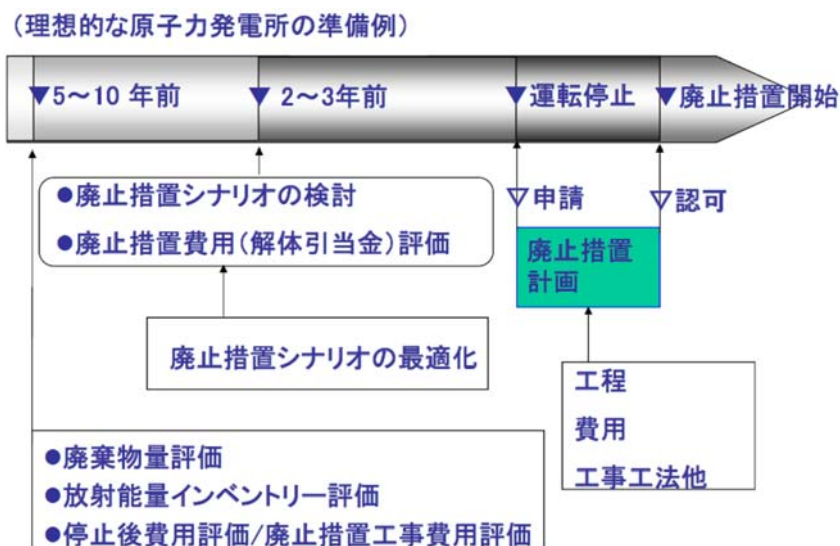 (理想的な原子力発電所の準備例)
▼5~10 年前
▼ 2~3年前
▼運転停止
▼廃止措置開始
●廃止措置シナリオの検討
●廃止措置費用(解体引当金)評価
▽申請
▽認可
廃止措置
計画
廃止措置シナリオの最適化
工程
費用
工事工法他
●廃棄物量評価
●放射能量インベントリー評価
●停止後費用評価/廃止措置工事費用評価